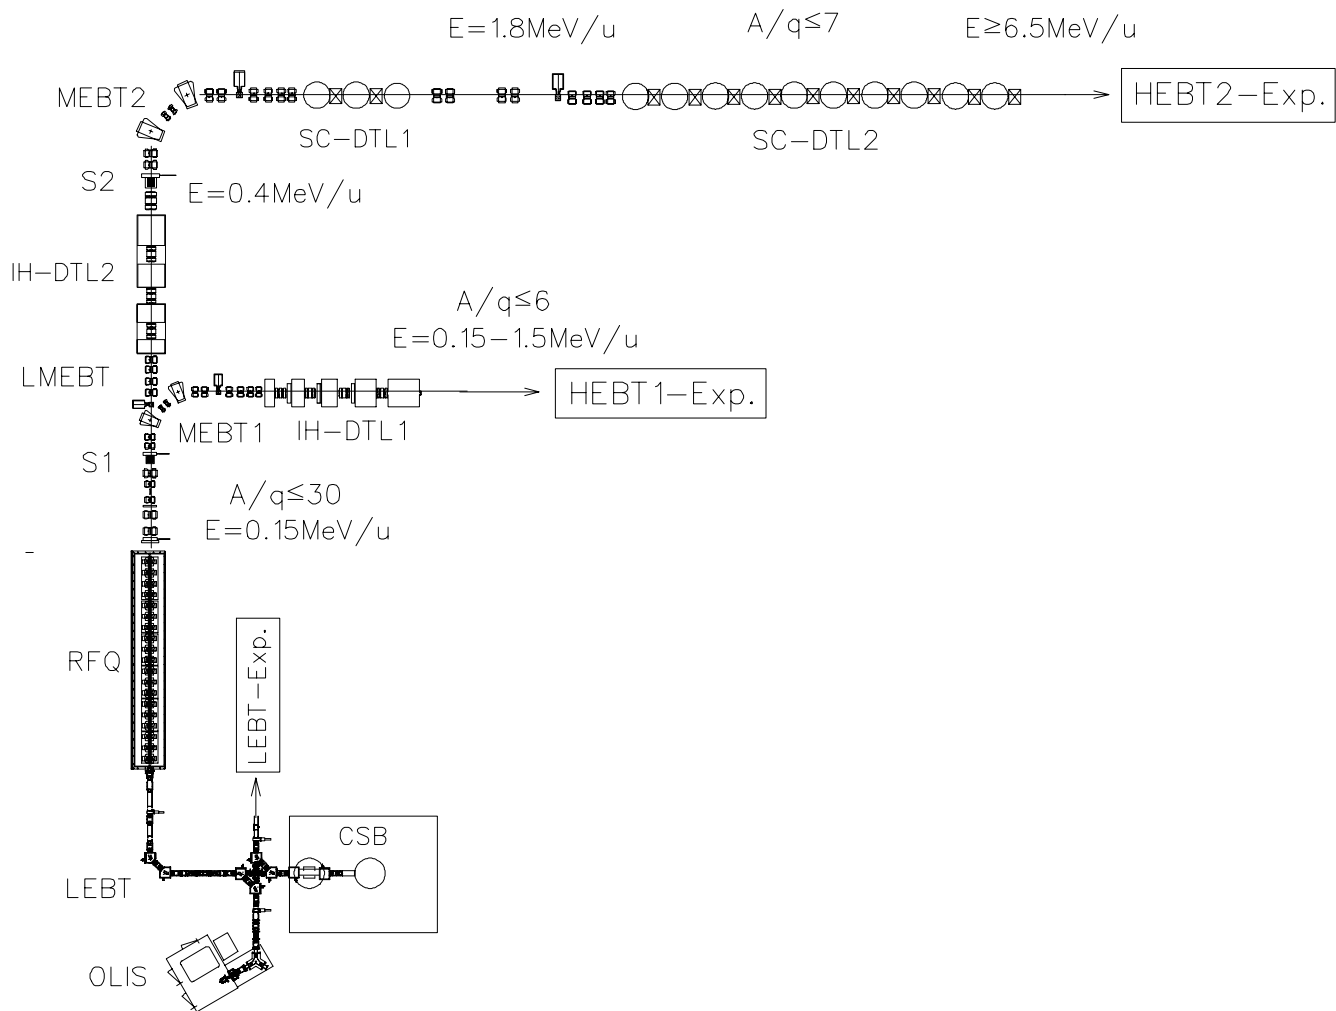 E=1.8MeV/u
A/q≤7
E≥6.5MeV/u
MEBT2
HEBT2-Exp.
SC-DTL1
SC-DTL2
S2
E=0.4MeV/u
IH-DTL2
A/q≤6
E=0.15-1.5MeV/u
LMEBT
HEBT1-Exp.
MEBT1
IH-DTL1
S1
A/q≤30
E=0.15MeV/u
RFQ
LEBT-Exp.
CSB
LEBT
OLIS